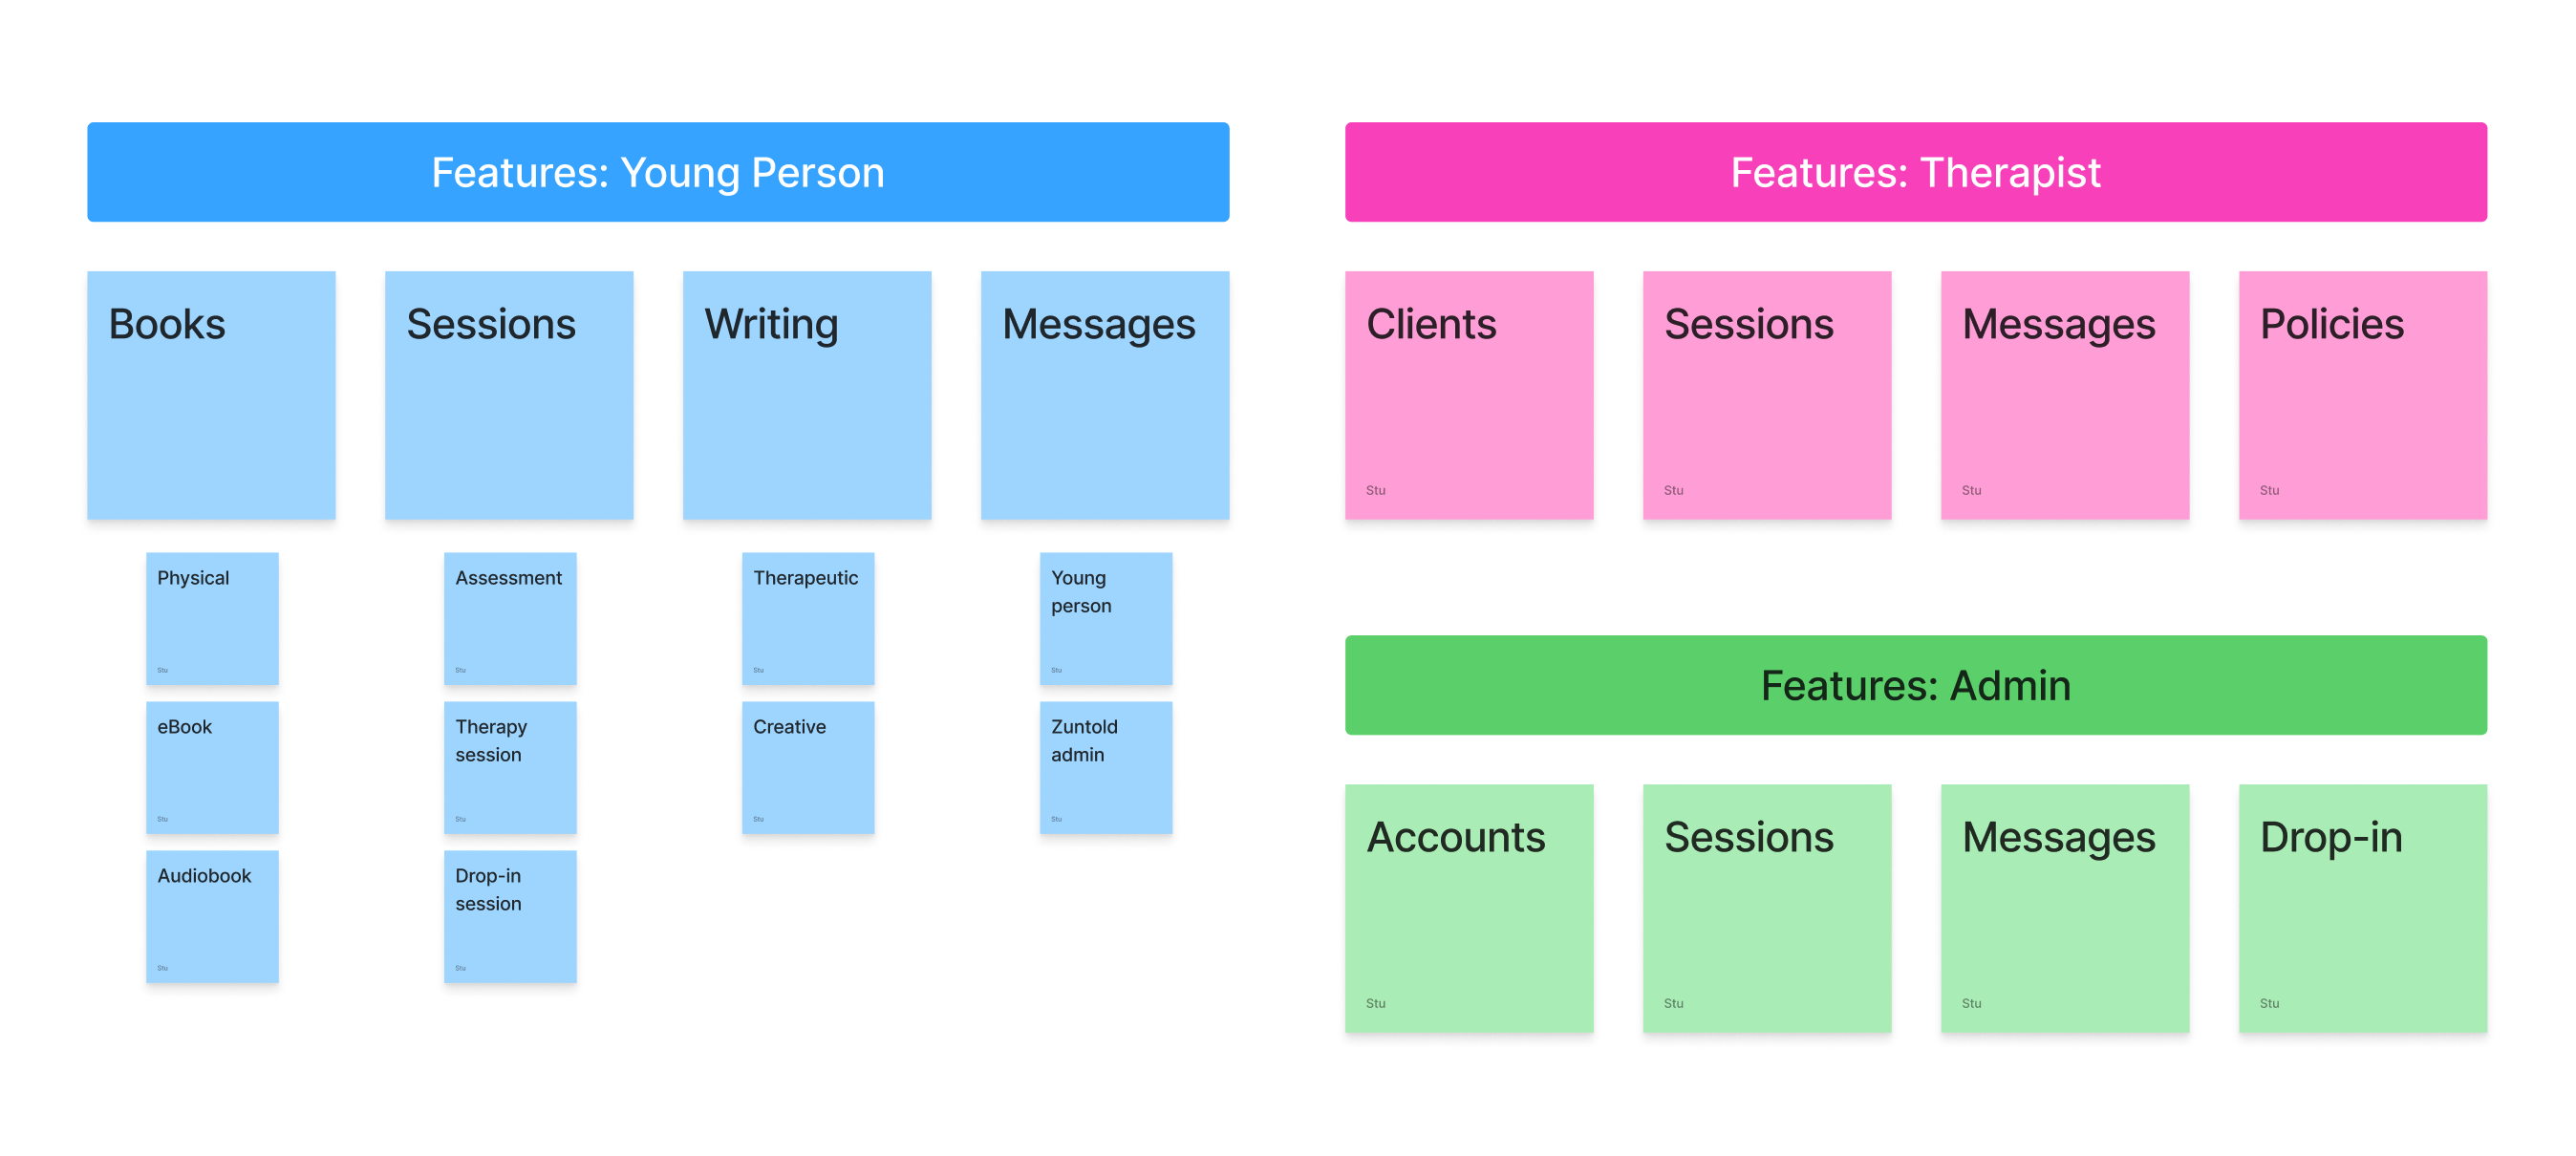 Features: Young Person
Books
Sessions
Writing
Messages
Physical
Stu
Assessment
Stu
Therapeutic
Stu
Young
person
Stu
eBook
Stu
Therapy
session
Stu
Creative
Stu
Zuntold
admin
Stu
Audiobook
Stu
Drop-in
session
Stu
Features: Therapist
Clients
Stu
Sessions
Stu
Messages
Stu
Policies
Stu
Features: Admin
Accounts
Stu
Sessions
Stu
Messages
Stu
Drop-in
Stu